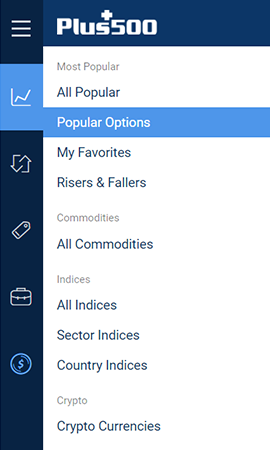 Plus500
Most Popular
All Popular
Popular Options
My Favorites
Risers & Fallers
Commodities
All Commodities
Indices
All Indices
Sector Indices
Country Indices
Crypto
Crypto Currencies
$